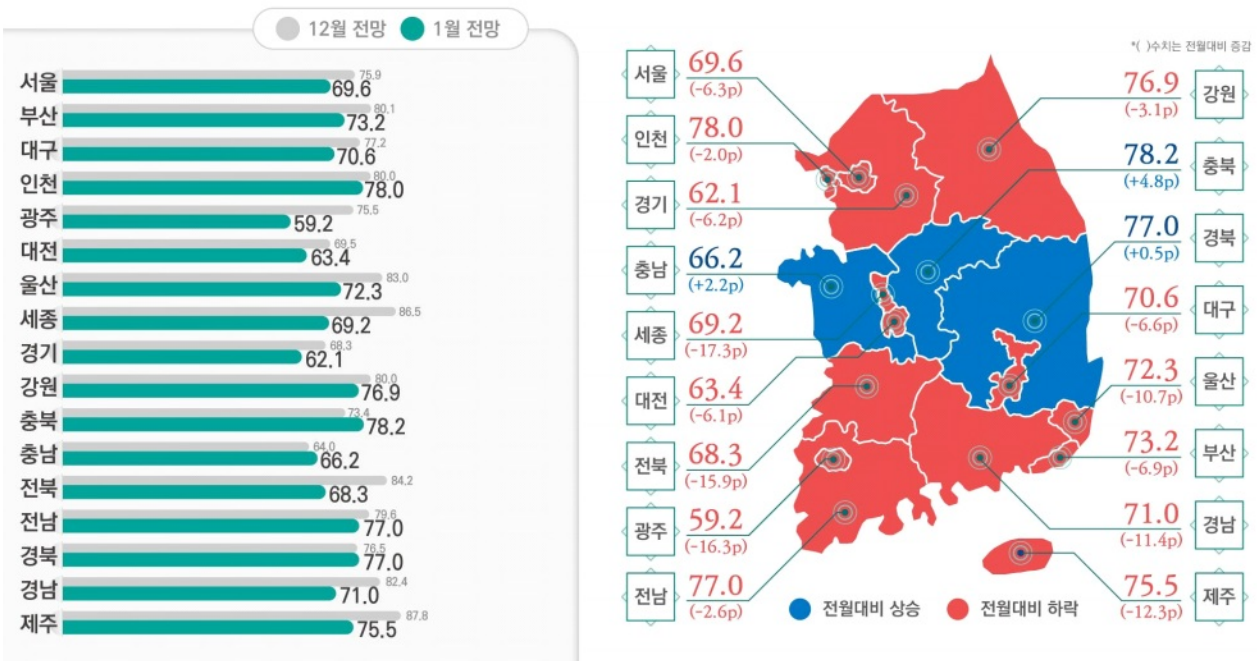 12월 전망 1월 전망
서울 75.9 69.6
부산 80.1 73.2
대구 77.2 70.6
인천 80.0 78.0
광주 75.5 59.2
대전 69.5 63.4
울산 83.0 72.3
세종 86.5 69.2
경기 68.3 62.1
강원 80.0 76.9
충북 73.4 78.2
충남 64.0 66.2
전북 84.2 68.3
전남 79.6 77.0
경북 76.5 77.0
경남 82.4 71.0
제주 87.8 75.5
*( )수치는 전월대비 증감
서울 69.6
(-6.3p)
인천 78.0
(-2.0p)
경기 62.1
(-6.2p)
충남 66.2
(+2.2p)
세종 69.2
(-17.3p)
대전 63.4
(-6.1p)
전북 68.3
(-15.9p)
광주 59.2
(-16.3p)
전남 77.0
(-2.6p)
76.9 강원
(-3.1p)
78.2 충북
(+4.8p)
77.0 경북
(+0.5p)
70.6 대구
(-6.6p)
72.3 울산
(-10.7p)
73.2 부산
(-6.9p)
71.0 경남
(-11.4p)
75.5 제주
(-12.3p)
전월대비 상승 전월대비 하락